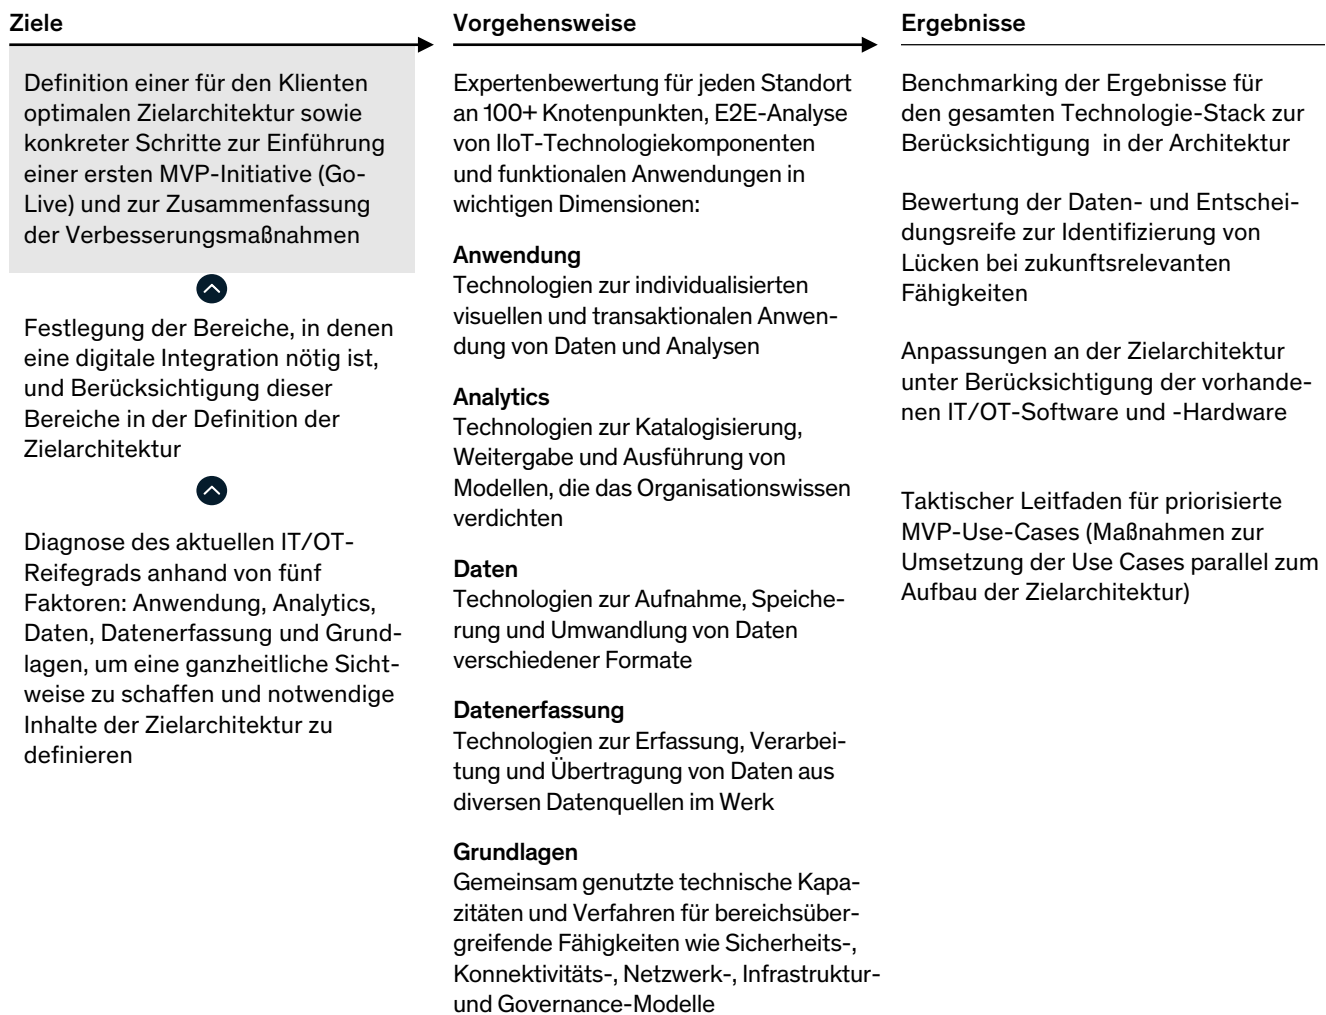 Ziele
Definition einer für den Klienten
optimalen Zielarchitektur sowie
konkreter Schritte zur Einführung
einer ersten MVP-Initiative (Go-
Live) und zur Zusammenfassung
der Verbesserungsmaßnahmen
Festlegung der Bereiche, in denen
eine digitale Integration nötig ist,
und Berücksichtigung dieser
Bereiche in der Definition der
Zielarchitektur
Diagnose des aktuellen IT/OT-
Reifegrads anhand von fünf
Faktoren: Anwendung, Analytics,
Daten, Datenerfassung und Grund-
lagen, um eine ganzheitliche Sicht-
weise zu schaffen und notwendige
Inhalte der Zielarchitektur zu
definieren
Vorgehensweise
Expertenbewertung für jeden Standort
an 100+ Knotenpunkten, E2E-Analyse
von IIoT-Technologiekomponenten
und funktionalen Anwendungen in
wichtigen Dimensionen:
Anwendung
Technologien zur individualisierten
visuellen und transaktionalen Anwen-
dung von Daten und Analysen
Analytics
Technologien zur Katalogisierung,
Weitergabe und Ausführung von
Modellen, die das Organisationswissen
verdichten
Daten
Technologien zur Aufnahme, Speiche-
rung und Umwandlung von Daten
verschiedener Formate
Datenerfassung
Technologien zur Erfassung, Verarbei-
tung und Übertragung von Daten aus
diversen Datenquellen im Werk
Grundlagen
Gemeinsam genutzte technische Kapa-
zitäten und Verfahren für bereichsüber-
greifende Fähigkeiten wie Sicherheits-,
Konnektivitäts-, Netzwerk-, Infrastruktur-
und Governance-Modelle
Ergebnisse
Benchmarking der Ergebnisse für
den gesamten Technologie-Stack zur
Berücksichtigung  in der Architektur
Bewertung der Daten- und Entschei-
dungsreife zur Identifizierung von
Lücken bei zukunftsrelevanten
Fähigkeiten
Anpassungen an der Zielarchitektur
unter Berücksichtigung der vorhande-
nen IT/OT-Software und -Hardware
Taktischer Leitfaden für priorisierte
MVP-Use-Cases (Maßnahmen zur
Umsetzung der Use Cases parallel zum
Aufbau der Zielarchitektur)